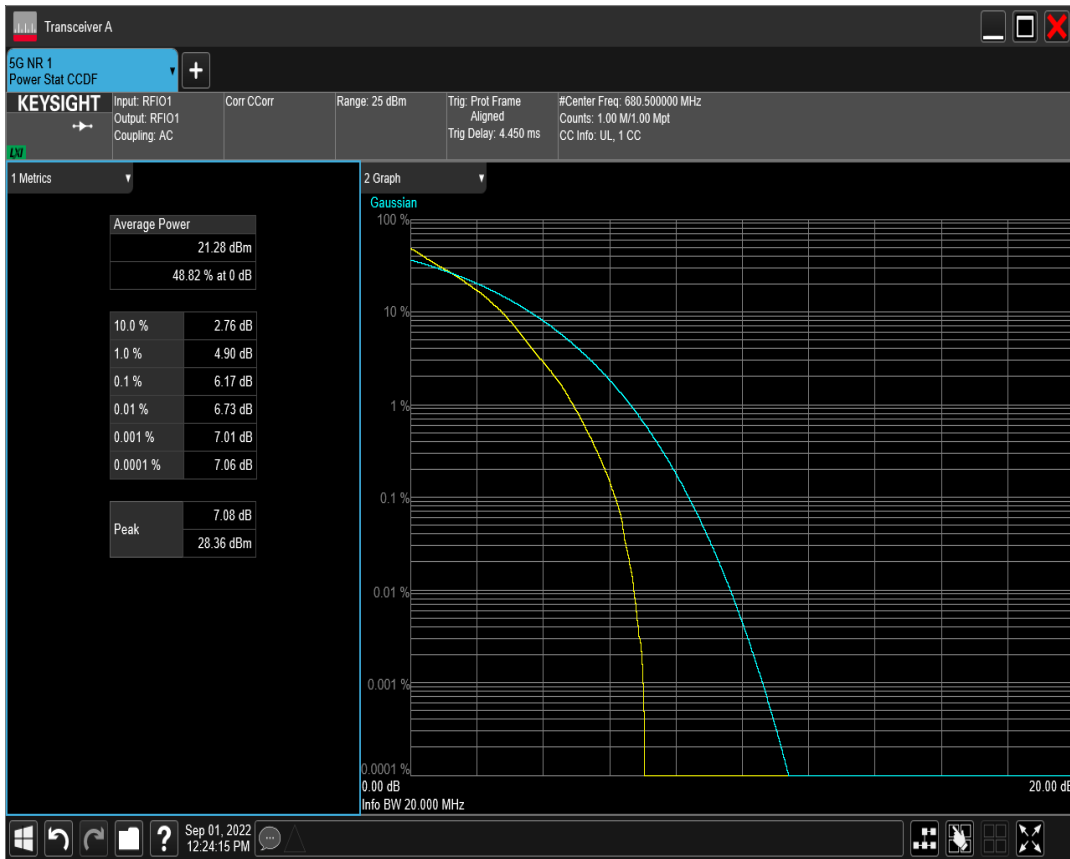 Transceiver A
5G NR 1
Power Stat CCDF
KEYSIGHT
LXI
Input: RFIO1
Output: RFIO1
Coupling: AC
Corr CCorr
Range: 25 dBm
Trig: Prot Frame
Aligned
Trig Delay: 4.450 ms
#Center Freq: 680.500000 MHz
Counts: 1.00 M/1.00 Mpt
CC Info: UL, 1 CC
1 Metrics
Average Power
21.28 dBm
48.82 % at 0 dB
10.0 % 2.76 dB
1.0 % 4.90 dB
0.1 % 6.17 dB
0.01 % 6.73 dB
0.001 % 7.01 dB
0.0001 % 7.06 dB
Peak
7.08 dB
28.36 dBm
2 Graph
Gaussian
100 %
10 %
1 %
0.1 %
0.01 %
0.001 %
0.0001 %
0.00 dB
20.00 dB
Info BW 20.000 MHz
Sep 01, 2022
12:24:15 PM